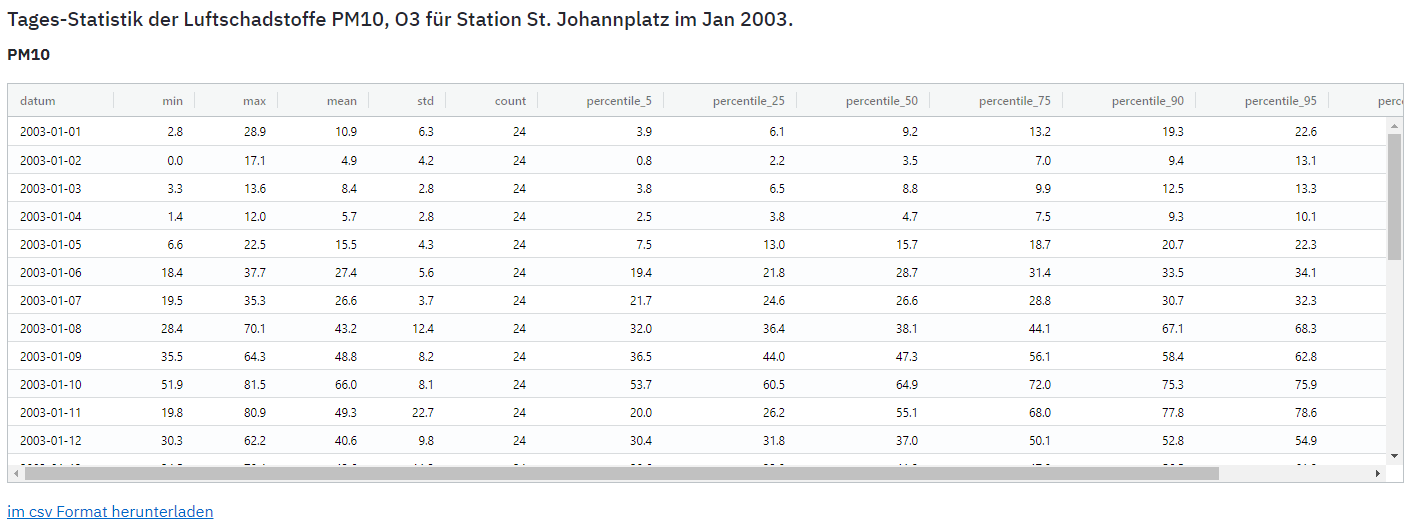 Tages-Statistik der Luftschadstoffe PM10, O3 für Station St. Johannplatz im Jan 2003.
PM10
datum min max mean std count percentile_5 percentile_25 percentile_50 percentile_75 percentile_90 percentile_95
2003-01-01 2.8 28.9 10.9 6.3 24 3.9 6.1 9.2 13.2 19.3 22.6
2003-01-02 0.0 17.1 4.9 4.2 24 0.8 2.2 3.5 7.0 9.4 13.1
2003-01-03 3.3 13.6 8.4 2.8 24 3.8 6.5 8.8 9.9 12.5 13.3
2003-01-04 1.4 12.0 5.7 2.8 24 2.5 3.8 4.7 7.5 9.3 10.1
2003-01-05 6.6 22.5 15.5 4.3 24 7.5 13.0 15.7 18.7 20.7 22.3
2003-01-06 18.4 37.7 27.4 5.6 24 19.4 21.8 28.7 31.4 33.5 34.1
2003-01-07 19.5 35.3 26.6 3.7 24 21.7 24.6 26.6 28.8 30.7 32.3
2003-01-08 28.4 70.1 43.2 12.4 24 32.0 36.4 38.1 44.1 67.1 68.3
2003-01-09 35.5 64.3 48.8 8.2 24 36.5 44.0 47.3 56.1 58.4 62.8
2003-01-10 51.9 81.5 66.0 8.1 24 53.7 60.5 64.9 72.0 75.3 75.9
2003-01-11 19.8 80.9 49.3 22.7 24 20.0 26.2 55.1 68.0 77.8 78.6
2003-01-12 30.3 62.2 40.6 9.8 24 30.4 31.8 37.0 50.1 52.8 54.9
im csv Format herunterladen